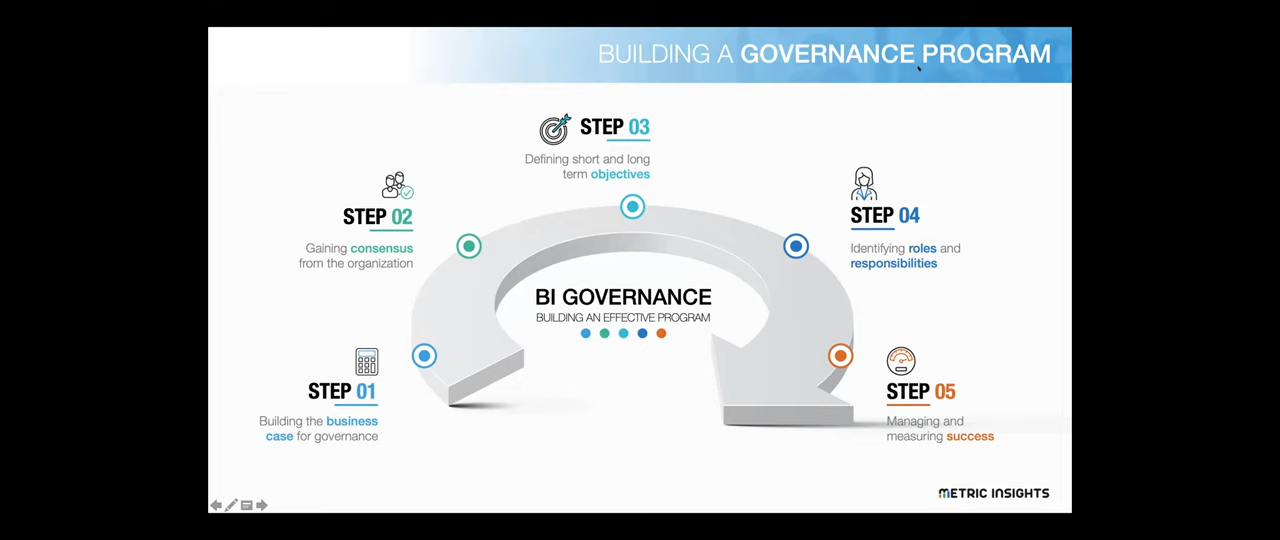 BUILDING A GOVERNANCE PROGRAM
STEP 01
Building the business
case for governance
STEP 02
Gaining consensus
from the organization
STEP 03
Defining short and long
term objectives
STEP 04
Identifying roles and
responsibilities
STEP 05
Managing and
measuring success
BI GOVERNANCE
BUILDING AN EFFECTIVE PROGRAM
METRIC INSIGHTS